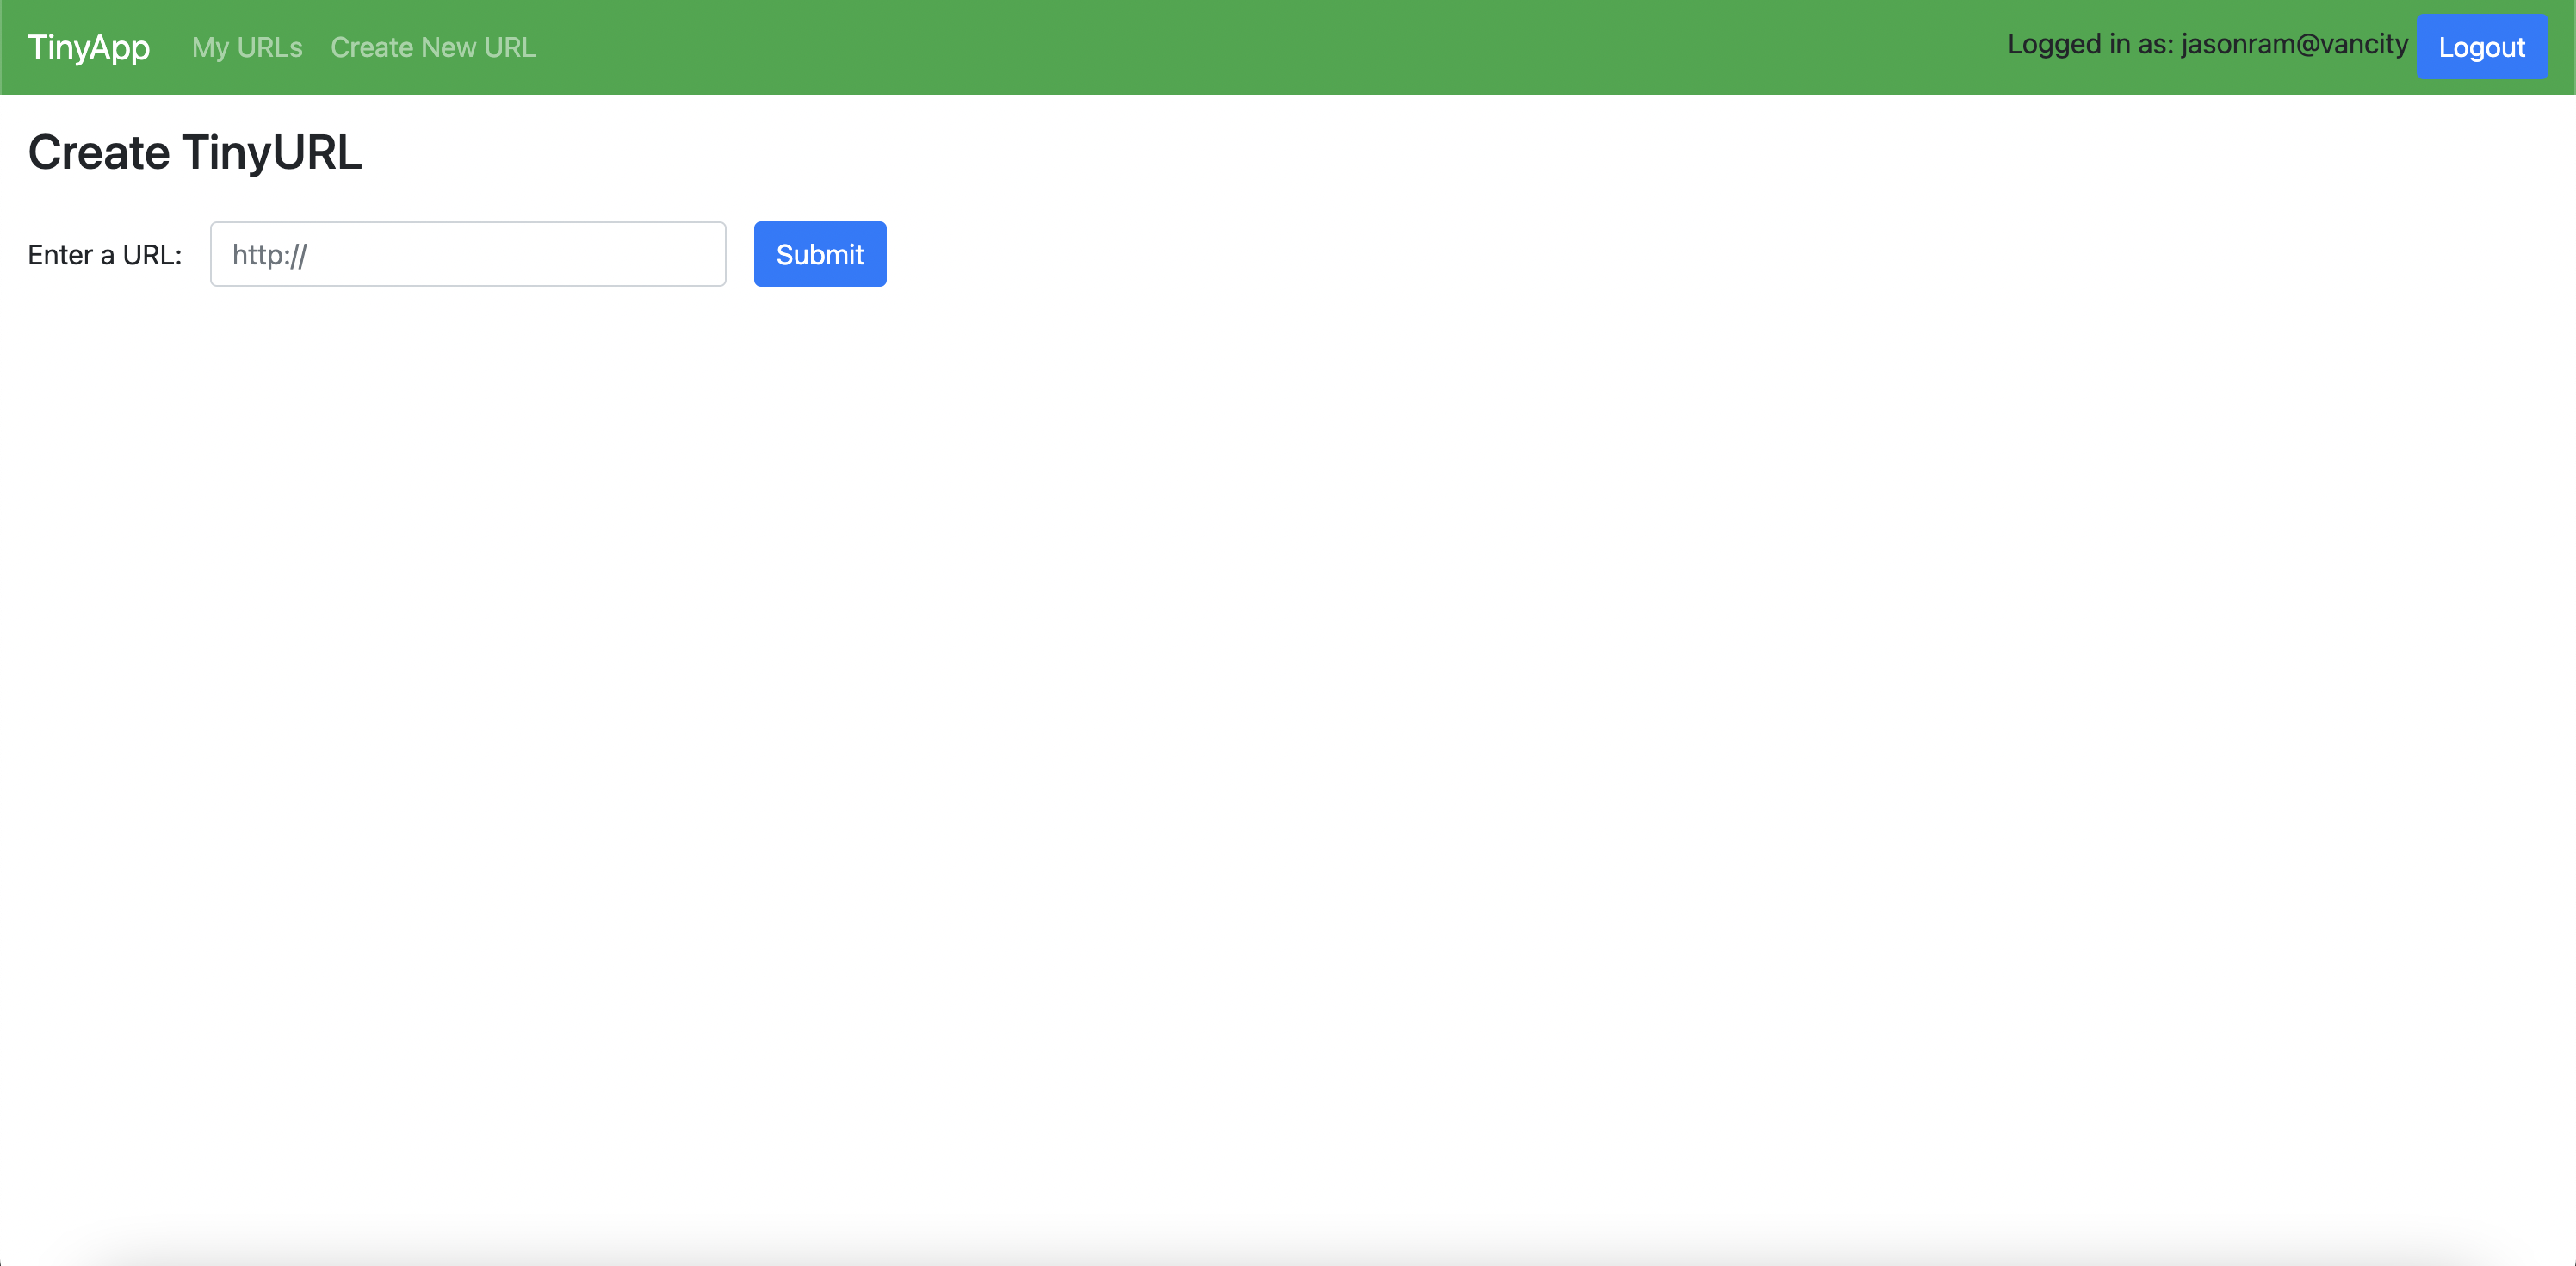 TinyApp My URLs Create New URL Logged in as: jasonram@vancity Logout
Create TinyURL
Enter a URL: http:// Submit